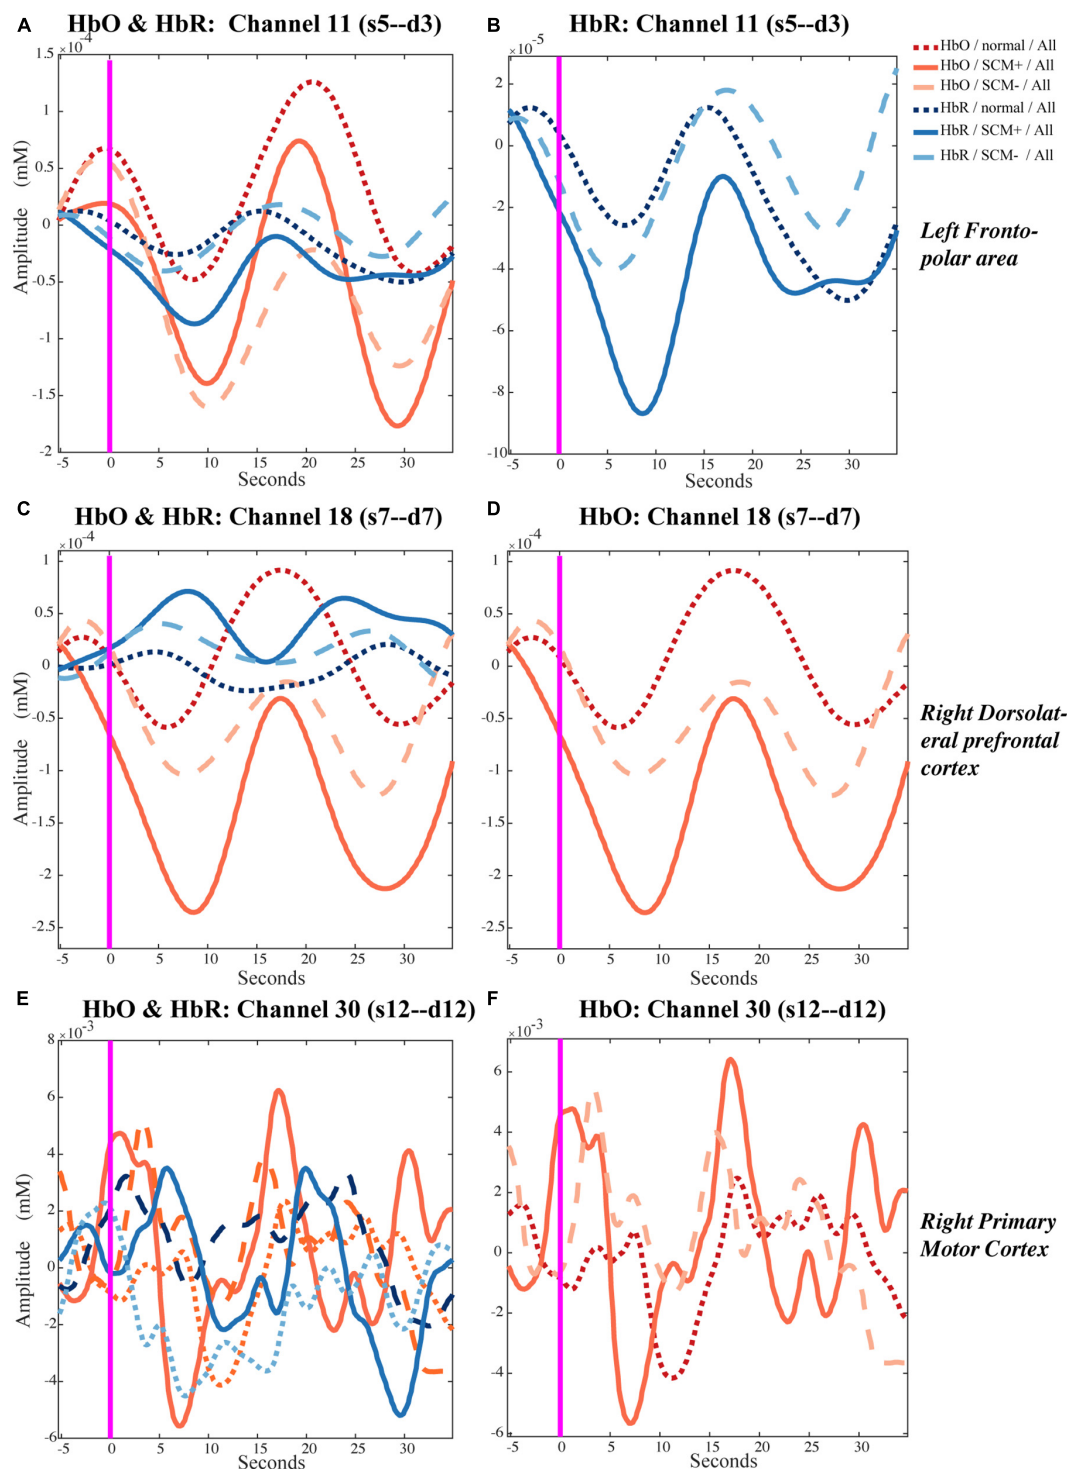 A
HbO & HbR: Channel 11 (s5--d3)
×10-4
1.5
1
0.5
0
-0.5
-1
-1.5
-2
Amplitude (mM)
-5 0 5 10 15 20 25 30
Seconds
B
HbR: Channel 11 (s5--d3)
×10-5
2
0
-2
-4
-6
-8
-10
-5 0 5 10 15 20 25 30
Seconds
HbO / normal / All
HbO / SCM+ / All
HbO / SCM- / All
HbR / normal / All
HbR / SCM+ / All
HbR / SCM- / All
Left Fronto-
polar area
C
HbO & HbR: Channel 18 (s7--d7)
×10-4
1
0.5
0
-0.5
-1
-1.5
-2
-2.5
Amplitude (mM)
-5 0 5 10 15 20 25 30
Seconds
D
HbO: Channel 18 (s7--d7)
×10-4
1
0.5
0
-0.5
-1
-1.5
-2
-2.5
-5 0 5 10 15 20 25 30
Seconds
Right Dorsolat-
eral prefrontal
cortex
E
HbO & HbR: Channel 30 (s12--d12)
×10-3
8
6
4
2
0
-2
-4
-6
Amplitude (mM)
-5 0 5 10 15 20 25 30
Seconds
F
HbO: Channel 30 (s12--d12)
×10-3
6
4
2
0
-2
-4
-6
-5 0 5 10 15 20 25 30
Seconds
Right Primary
Motor Cortex